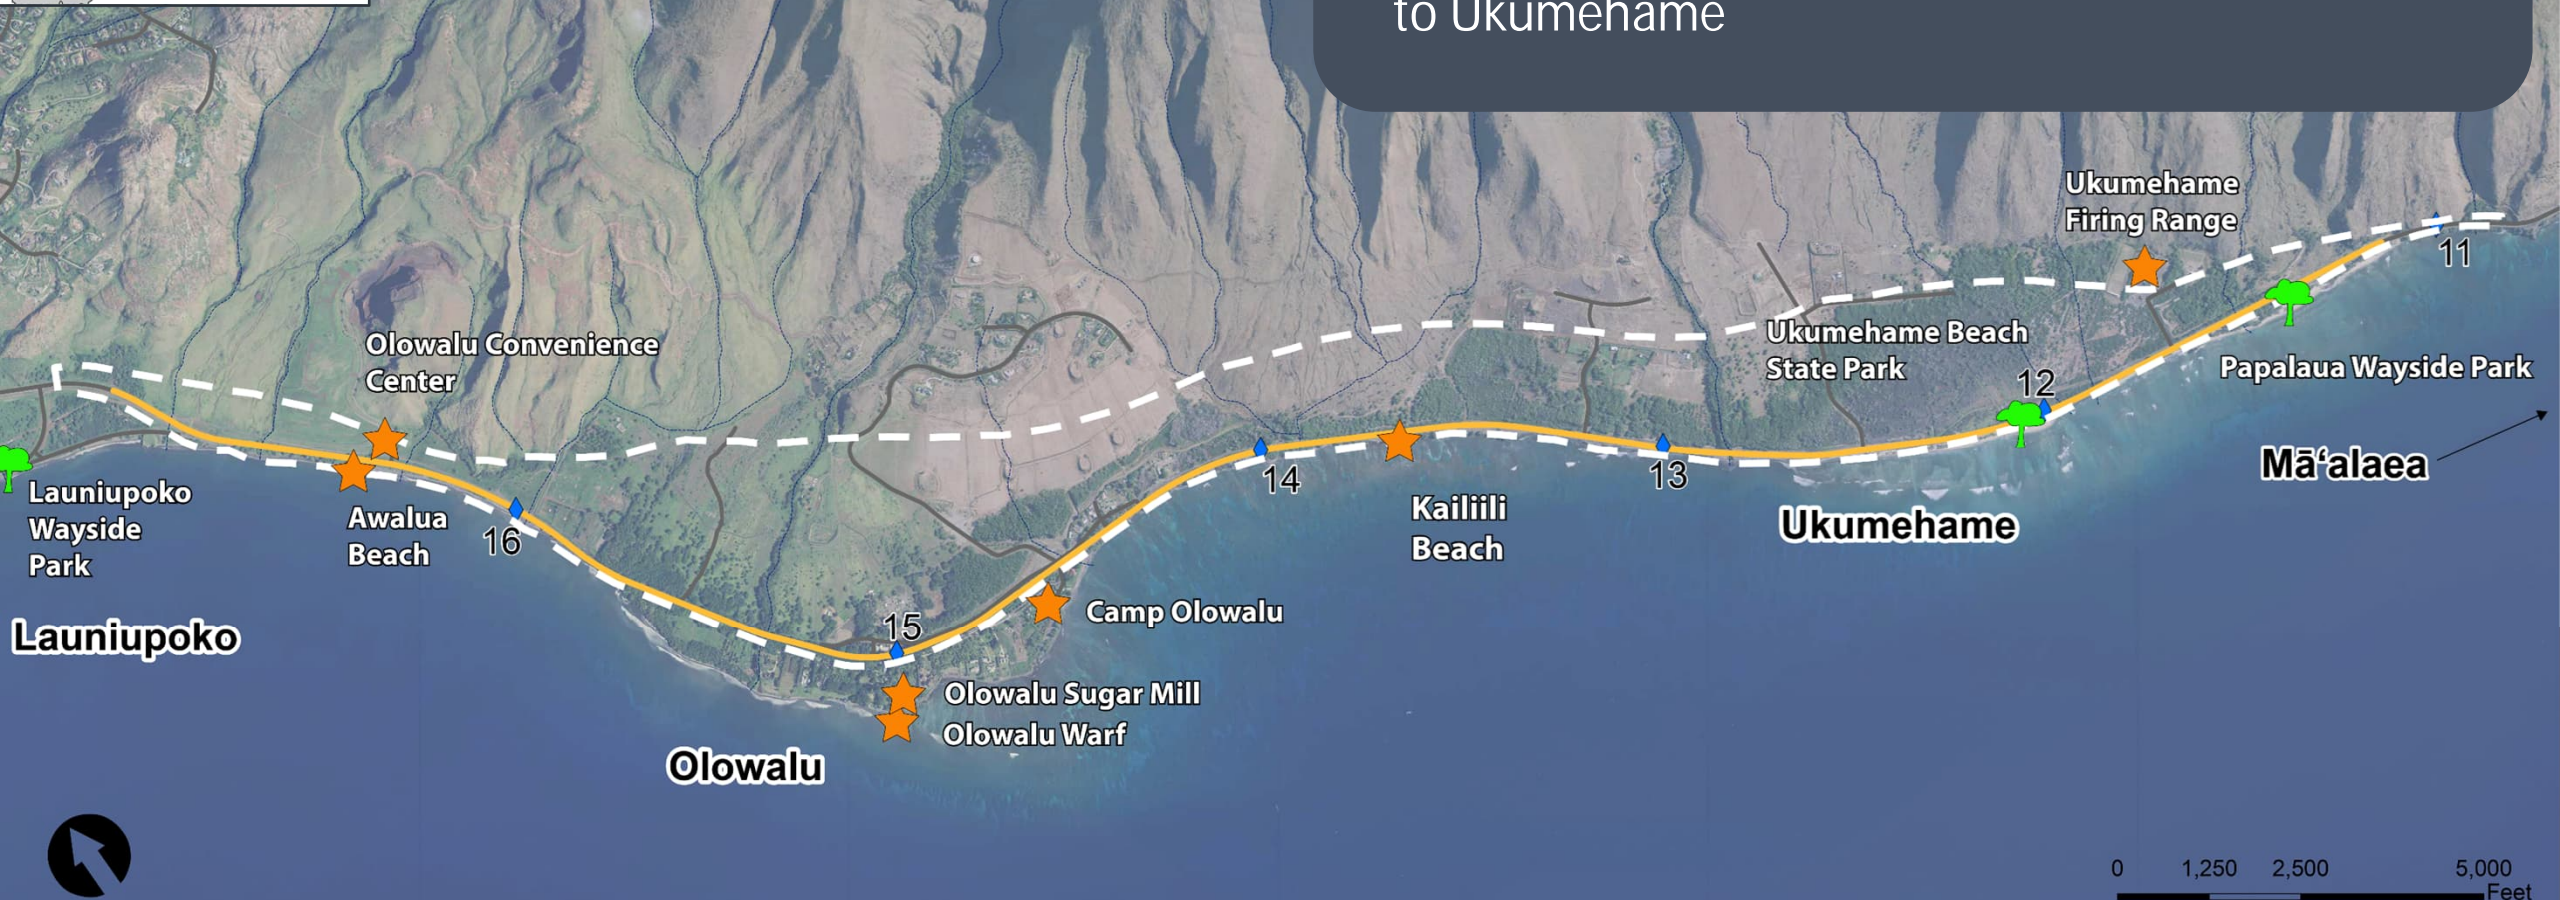 to Ukumehame
Ukumehame
Firing Range
11
Olowalu Convenience
Center
Ukumehame Beach
State Park
12
Papalaua Wayside Park
Māʻalaea
Launiupoko
Wayside
Park
Awalua
Beach
16
14
13
Kailiili
Beach
Ukumehame
Launiupoko
15
Camp Olowalu
Olowalu Sugar Mill
Olowalu Warf
Olowalu
0 1,250 2,500 5,000
Feet